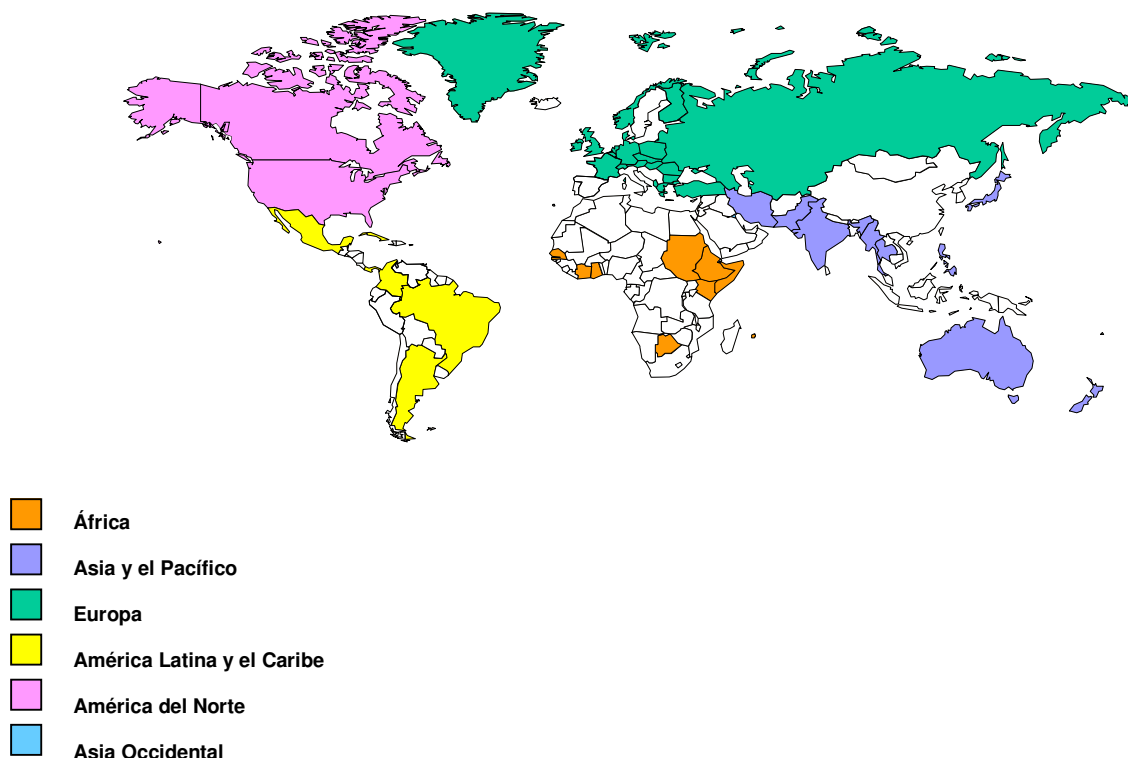 África
Asia y el Pacífico
Europa
América Latina y el Caribe
América del Norte
Asia Occidental